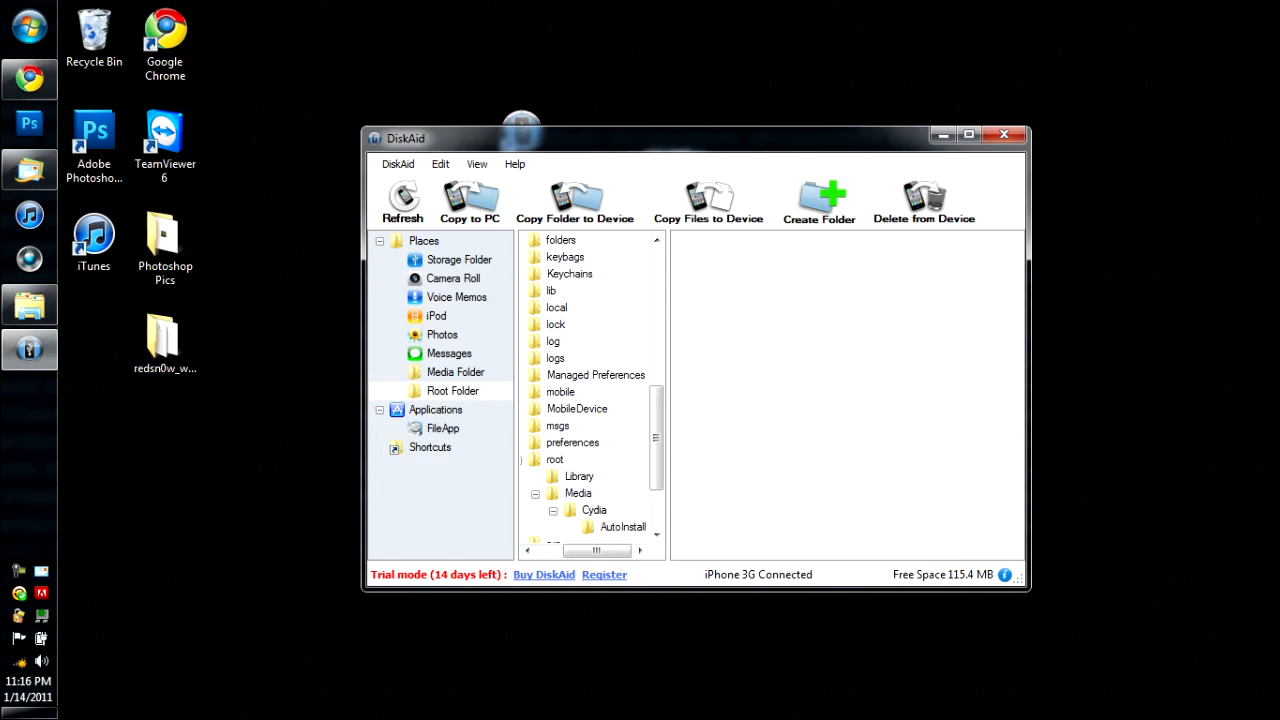 Recycle Bin
Google
Chrome
Ps
Ps
Adobe
Photosho...
TeamViewer
6
iTunes
Photoshop
Pics
redsn0w_w...
DiskAid
DiskAid Edit View Help
Refresh Copy to PC Copy Folder to Device Copy Files to Device Create Folder Delete from Device
Places
Storage Folder
Camera Roll
Voice Memos
iPod
Photos
Messages
Media Folder
Root Folder
Applications
FileApp
Shortcuts
folders
keybags
Keychains
lib
local
lock
log
logs
Managed Preferences
mobile
MobileDevice
msgs
preferences
root
Library
Media
Cydia
AutoInstall
Trial mode (14 days left) : Buy DiskAid Register iPhone 3G Connected Free Space 115.4 MB
11:16 PM
1/14/2011